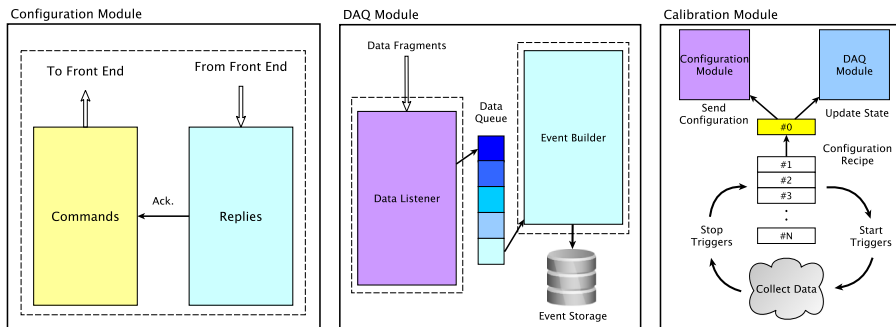 Configuration Module
To Front End
From Front End
Commands
Ack.
Replies
DAQ Module
Data Fragments
Data Listener
Data
Queue
Event Builder
Event Storage
Calibration Module
Configuration
Module
DAQ
Module
Send
Configuration
Update State
#0
Configuration
Recipe
#1
#2
#3
:
#N
Stop
Triggers
Start
Triggers
Collect Data